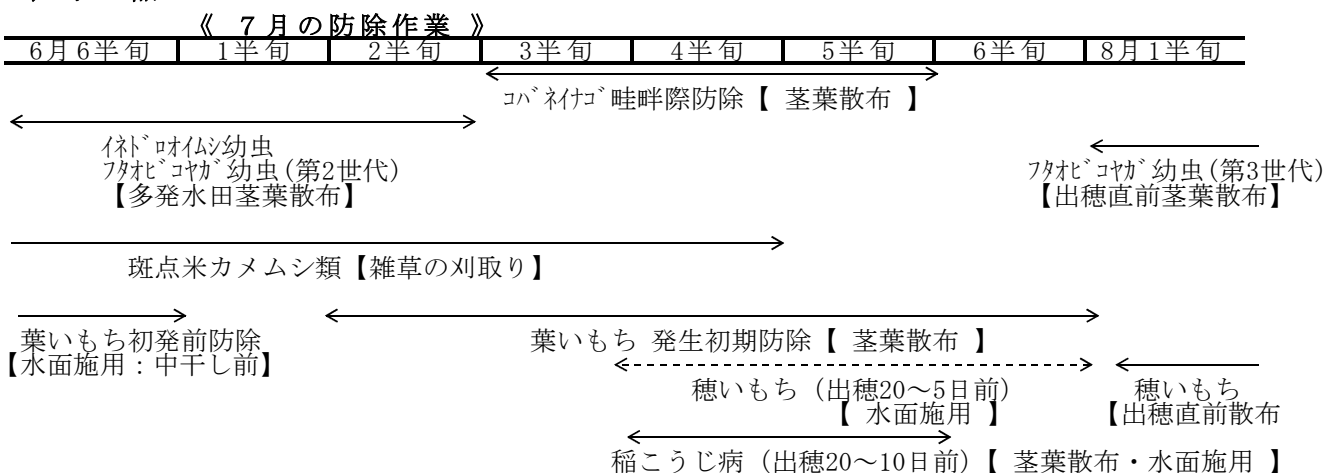 《 ７月の防除作業 》
6月6半旬 1半旬 2半旬 3半旬 4半旬 5半旬 6半旬 8月1半旬
ｺﾊﾞﾈｲﾅｺﾞ畦畔際防除【 茎葉散布 】
ｲﾈﾄﾞﾛｵｲﾑｼ幼虫
ﾌﾀｵﾋﾞｺﾔｶﾞ幼虫(第2世代)
【多発水田茎葉散布】
ﾌﾀｵﾋﾞｺﾔｶﾞ幼虫(第3世代)
【出穂直前茎葉散布】
斑点米カメムシ類【雑草の刈取り】
葉いもち初発前防除
【水面施用：中干し前】
葉いもち 発生初期防除【 茎葉散布 】
穂いもち (出穂20～5日前)
【 水面施用 】
穂いもち
【出穂直前散布
稲こうじ病 (出穂20～10日前)【 茎葉散布・水面施用 】